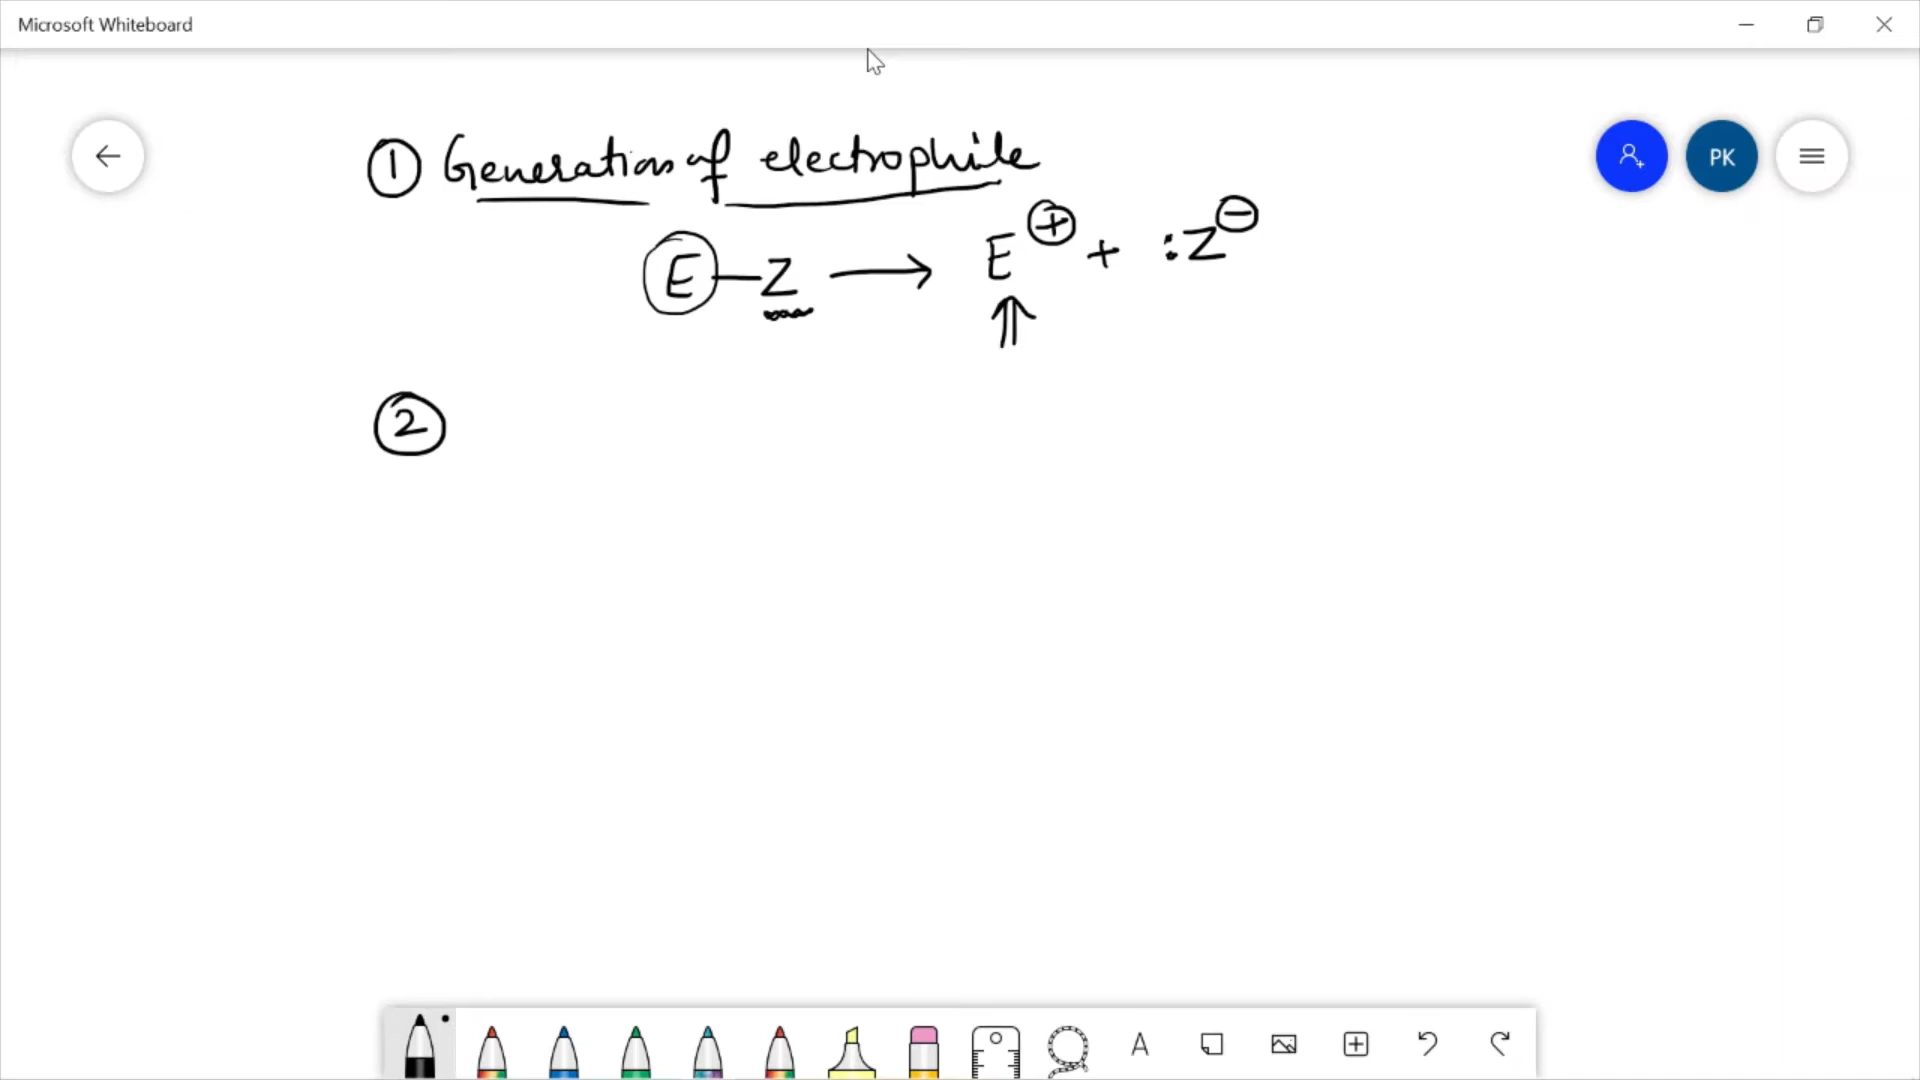 Microsoft Whiteboard
① Generation of electrophile
PK
E—Z ⟶ E⊕ + :Z⊖
②
A